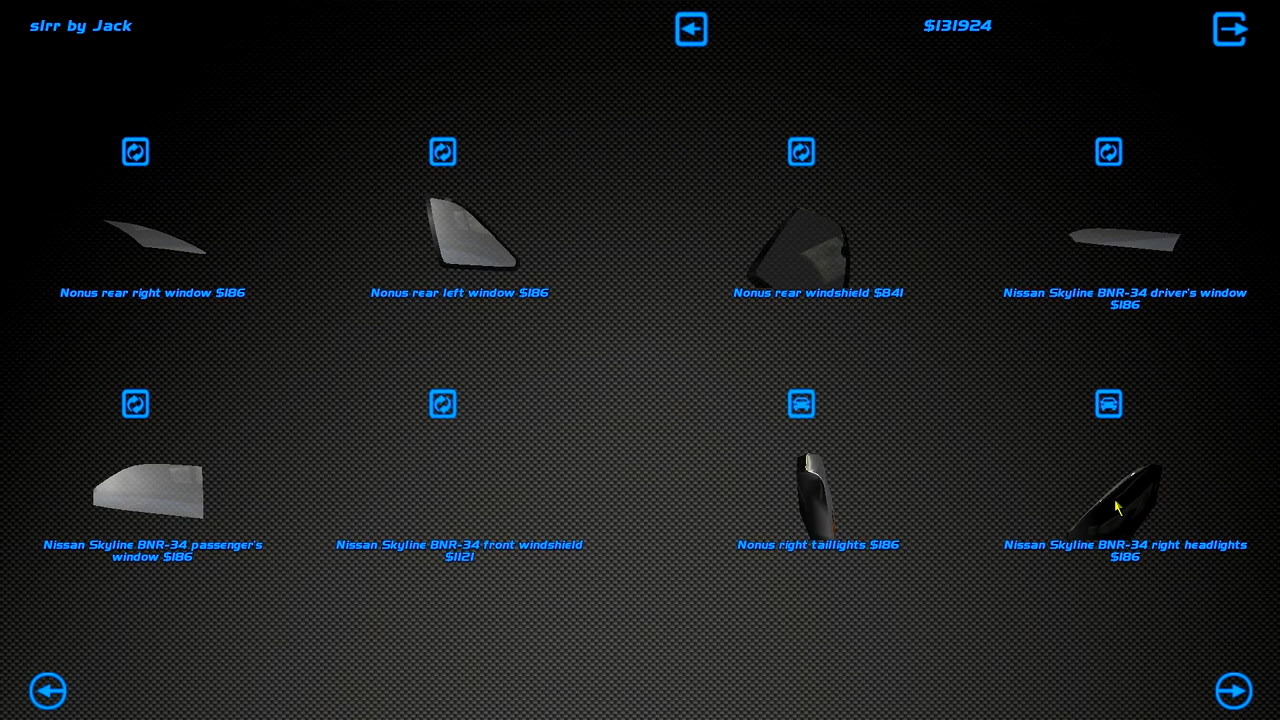 slrr by Jack
$131924
Nonus rear right window $186
Nonus rear left window $186
Nonus rear windshield $841
Nissan Skyline BNR-34 driver's window
$186
Nissan Skyline BNR-34 passenger's
window $186
Nissan Skyline BNR-34 front windshield
$1121
Nonus right taillights $186
Nissan Skyline BNR-34 right headlights
$186